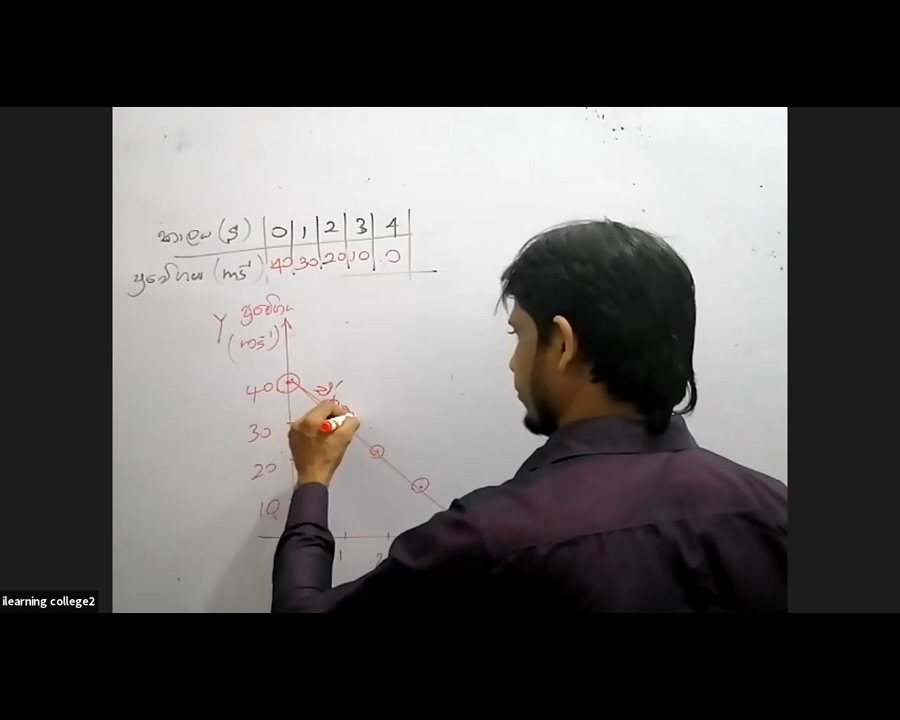 කාලය (s) 0 1 2 3 4
ප්‍රවේගය (ms⁻¹) 40 30 20 10 0
Y ප්‍රවේගය
(ms⁻¹)
40
30
20
10
1 2
ilearning college2